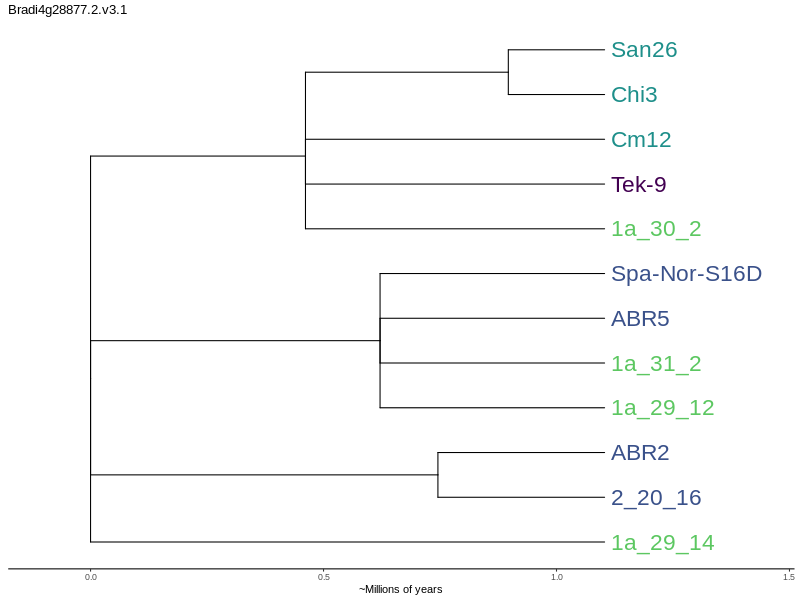 Bradi4g28877.2.v3.1
San26
Chi3
Cm12
Tek-9
1a_30_2
Spa-Nor-S16D
ABR5
1a_31_2
1a_29_12
ABR2
2_20_16
1a_29_14
0.0 0.5 1.0 1.5
~Millions of years